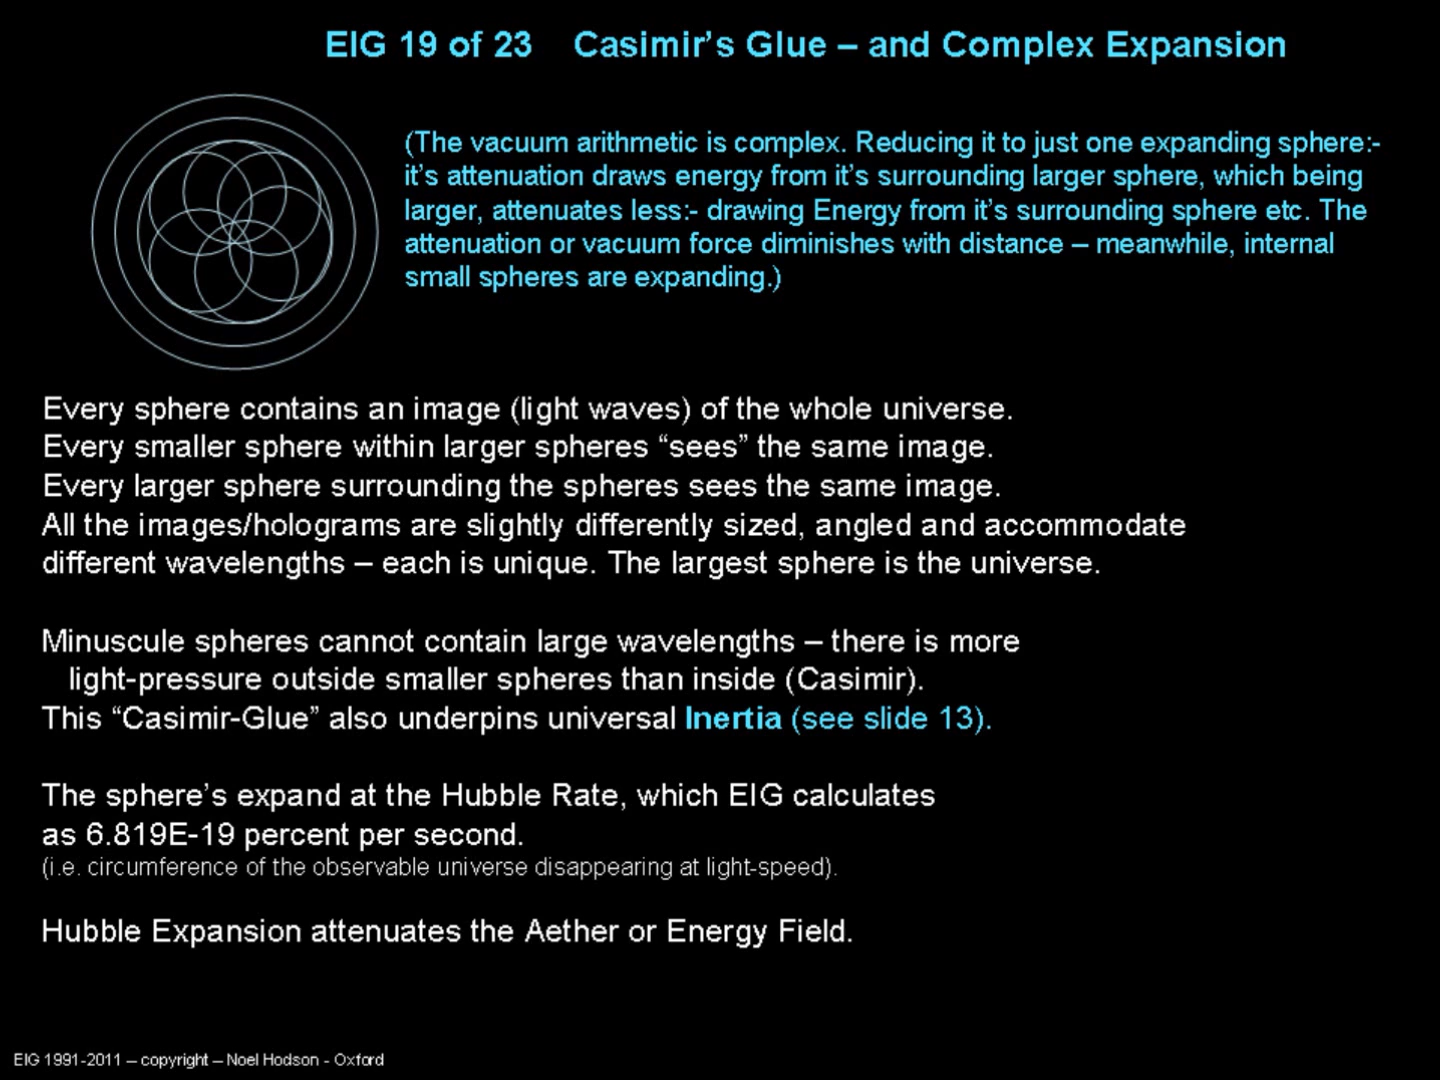 EIG 19 of 23 Casimir’s Glue – and Complex Expansion
(The vacuum arithmetic is complex. Reducing it to just one expanding sphere:-
it’s attenuation draws energy from it’s surrounding larger sphere, which being
larger, attenuates less:- drawing Energy from it’s surrounding sphere etc. The
attenuation or vacuum force diminishes with distance – meanwhile, internal
small spheres are expanding.)
Every sphere contains an image (light waves) of the whole universe.
Every smaller sphere within larger spheres “sees” the same image.
Every larger sphere surrounding the spheres sees the same image.
All the images/holograms are slightly differently sized, angled and accommodate
different wavelengths – each is unique. The largest sphere is the universe.
Minuscule spheres cannot contain large wavelengths – there is more
light-pressure outside smaller spheres than inside (Casimir).
This “Casimir-Glue” also underpins universal Inertia (see slide 13).
The sphere’s expand at the Hubble Rate, which EIG calculates
as 6.819E-19 percent per second.
(i.e. circumference of the observable universe disappearing at light-speed).
Hubble Expansion attenuates the Aether or Energy Field.
EIG 1991-2011 – copyright – Noel Hodson - Oxford